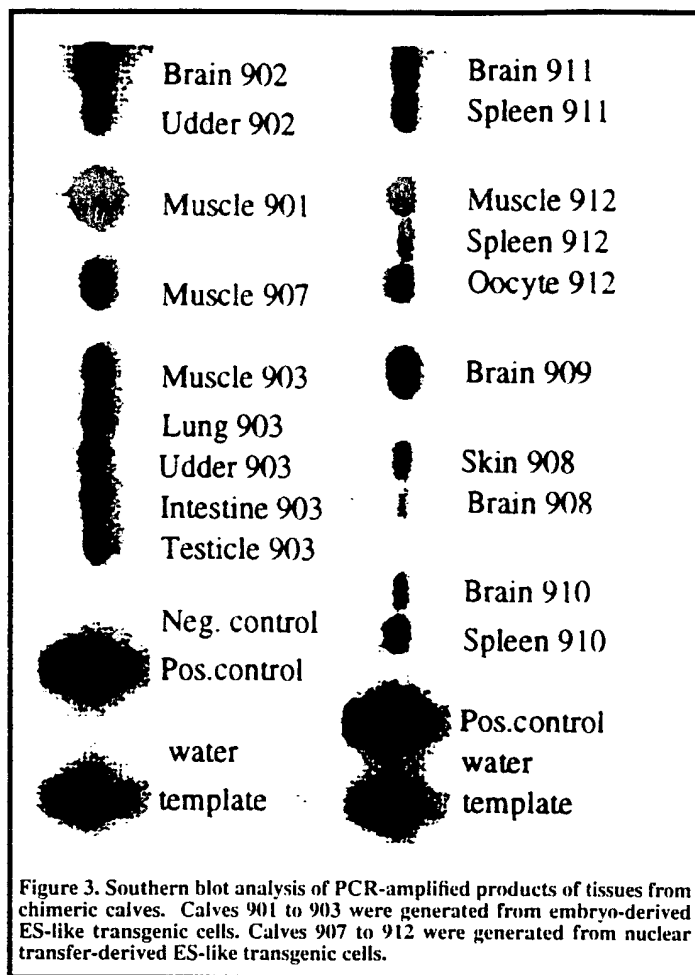 Brain 902
Udder 902
Muscle 901
Muscle 907
Muscle 903
Lung 903
Udder 903
Intestine 903
Testicle 903
Neg. control
Pos.control
water
template
Brain 911
Spleen 911
Muscle 912
Spleen 912
Oocyte 912
Brain 909
Skin 908
Brain 908
Brain 910
Spleen 910
Pos.control
water
template
Figure 3. Southern blot analysis of PCR-amplified products of tissues from
chimeric calves. Calves 901 to 903 were generated from embryo-derived
ES-like transgenic cells. Calves 907 to 912 were generated from nuclear
transfer-derived ES-like transgenic cells.